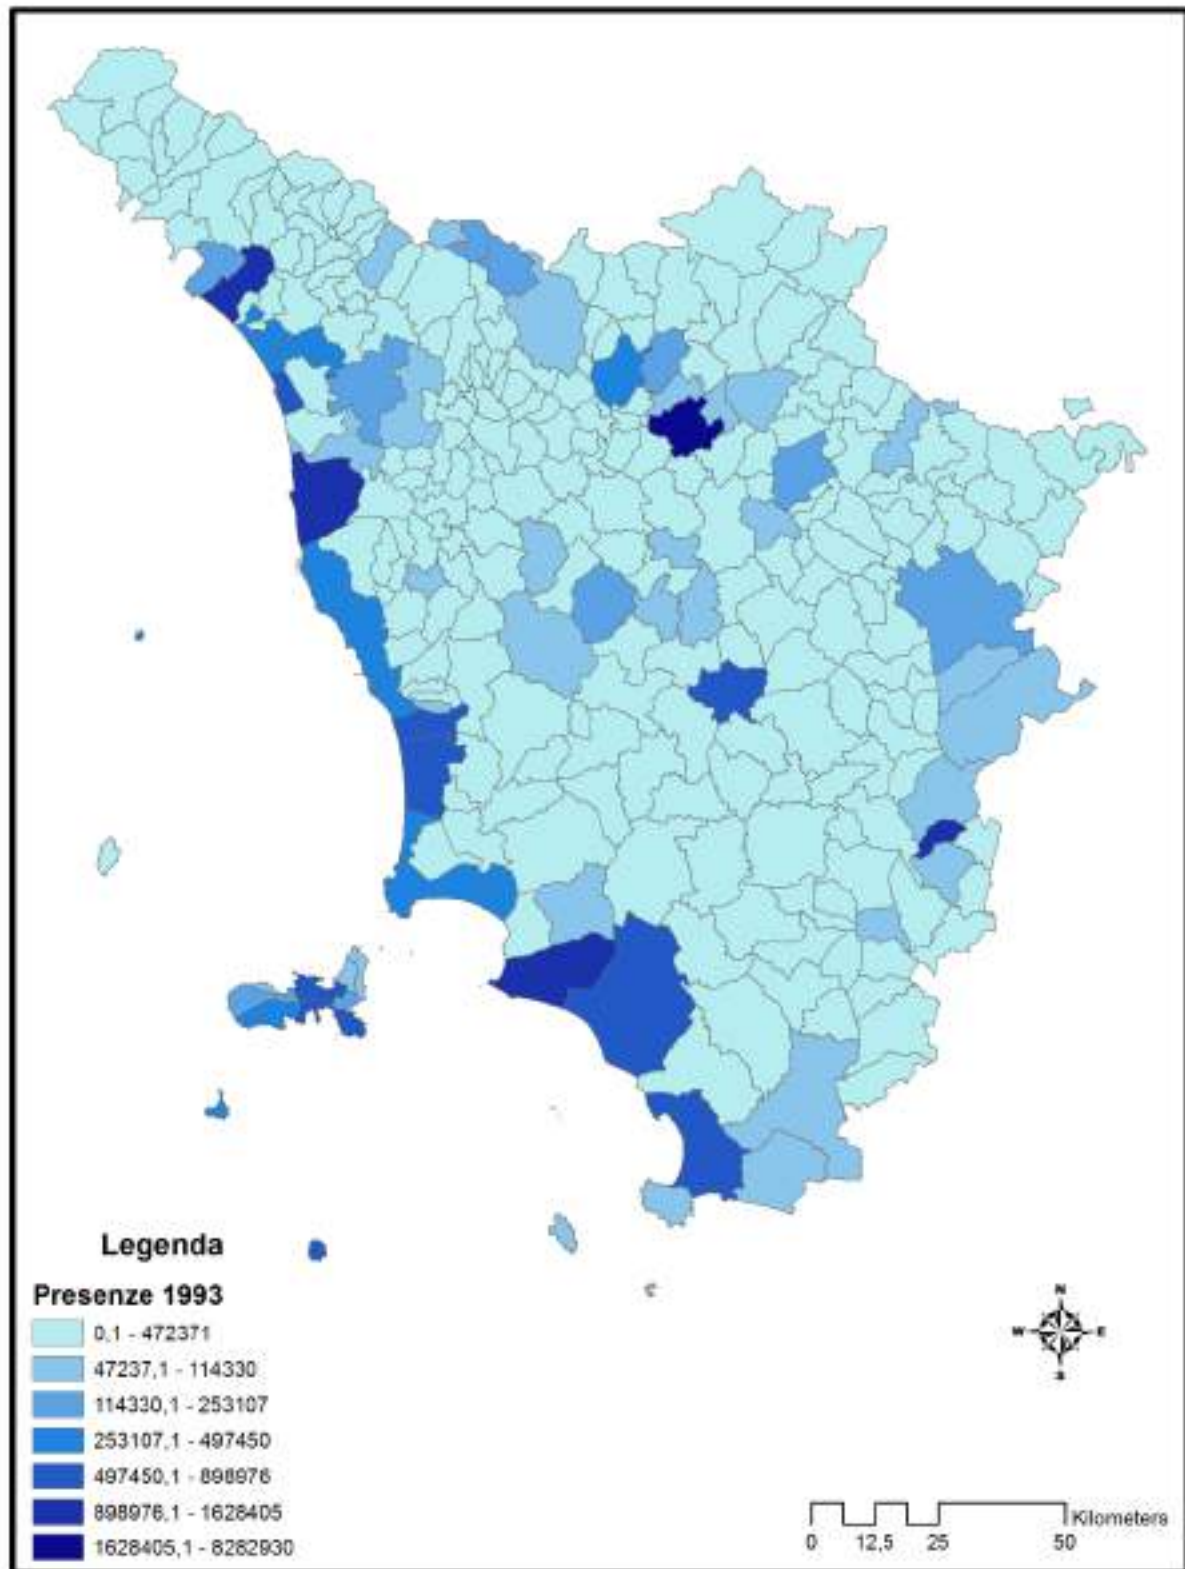 Legenda
Presenze 1993
0,1 - 472371
47237,1 - 114330
114330,1 - 253107
253107,1 - 497450
497450,1 - 898976
898976,1 - 1628405
1628405,1 - 8282930
N
W E
S
Kilometers
0 12,5 25 50